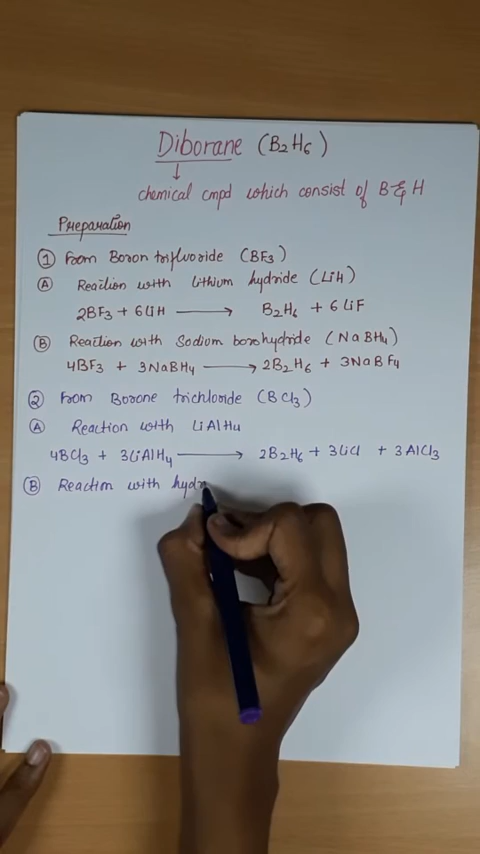 Diborane (B2H6)
chemical cmpd which consist of B & H
Preparation
① From Boron trifluoride (BF3)
Ⓐ Reaction with Lithium hydride (LiH)
2BF3 + 6LiH ⟶ B2H6 + 6LiF
Ⓑ Reaction with Sodium borohydride (NaBH4)
4BF3 + 3NaBH4 ⟶ 2B2H6 + 3NaBF4
② From Borone trichloride (BCl3)
Ⓐ Reaction with LiAlH4
4BCl3 + 3LiAlH4 ⟶ 2B2H6 + 3LiCl + 3AlCl3
Ⓑ Reaction with hydr